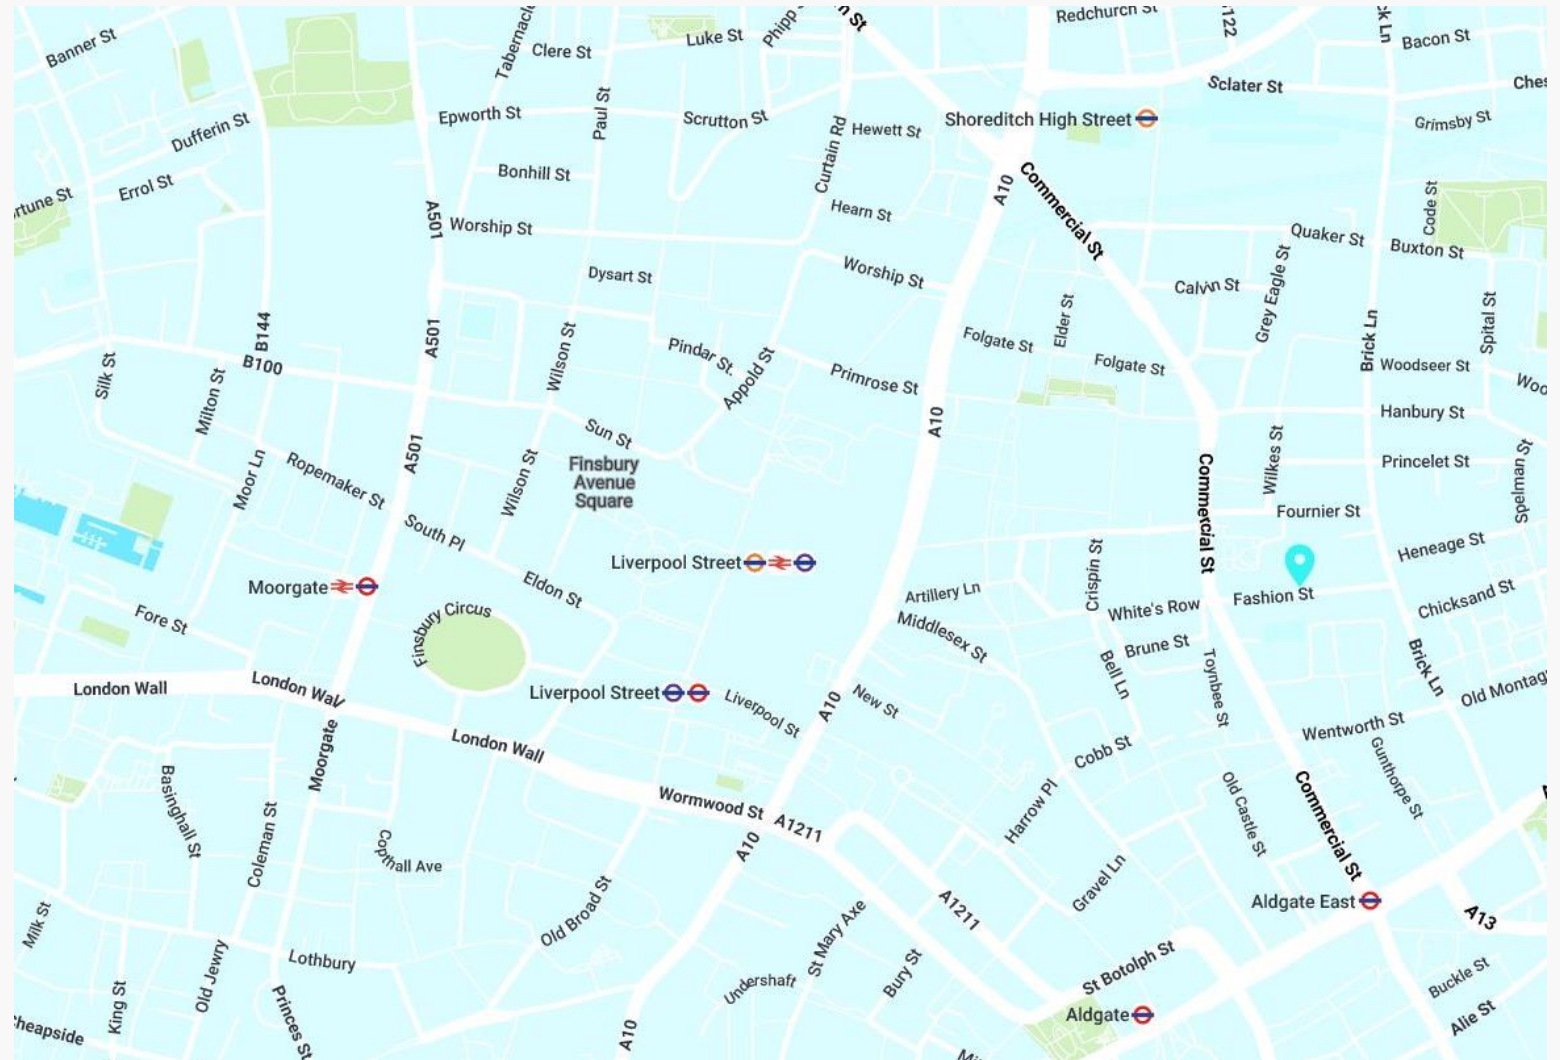 Redchurch St
Banner St
Tabernacle
Clere St
Luke St
Bacon St
Sclater St
Dufferin St
Epworth St
Paul St
Scrutton St
Hewett St
Shoreditch High Street
Grimsby St
Errol St
Bonhill St
Curtain Rd
A10
Commercial St
Code St
A501
Worship St
Hearn St
Quaker St
Buxton St
Dysart St
Worship St
Calvin St
Grey Eagle St
Spital St
B144
A501
Wilson St
Pindar St
Appold St
Primrose St
Folgate St
Elder St
Folgate St
Brick Ln
Woodseer St
B100
Silk St
Milton St
Sun St
A10
Hanbury St
Moor Ln
Ropemaker St
A501
Wilson St
Finsbury
Avenue
Square
Commercial St
Wilkes St
Princelet St
Spelman St
South Pl
Fournier St
Liverpool Street
Crispin St
Heneage St
Moorgate
Eldon St
Artillery Ln
White's Row
Fashion St
Chicksand St
Fore St
Finsbury Circus
Middlesex St
Brune St
Bell Ln
Toynbee St
Brick Ln
London Wall
London Wall
Liverpool Street
Liverpool St
A10
New St
Wentworth St
Moorgate
London Wall
Cobb St
Gunthorpe St
Basinghall St
Coleman St
Copthall Ave
Wormwood St
A1211
A10
Harrow Pl
Old Castle St
Commercial St
Milk St
Old Broad St
St Mary Axe
A1211
Gravel Ln
Aldgate East
A13
King St
Old Jewry
Lothbury
Princes St
Undershaft
Bury St
St Botolph St
Buckle St
A10
Aldgate
Alie St